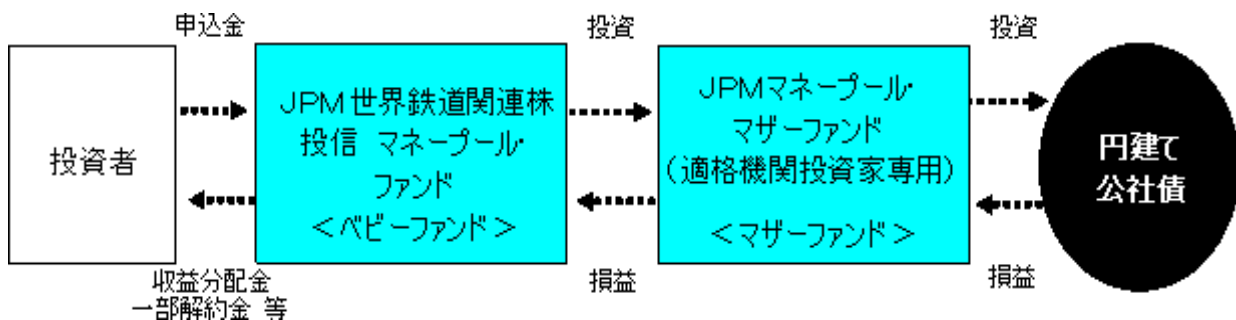 申込金
投資
投資
投資者
JPM世界鉄道関連株
投信 マネープール・
ファンド
＜ベビーファンド＞
JPMマネープール・
マザーファンド
(適格機関投資家専用)
＜マザーファンド＞
円建て
公社債
収益分配金
一部解約金 等
損益
損益